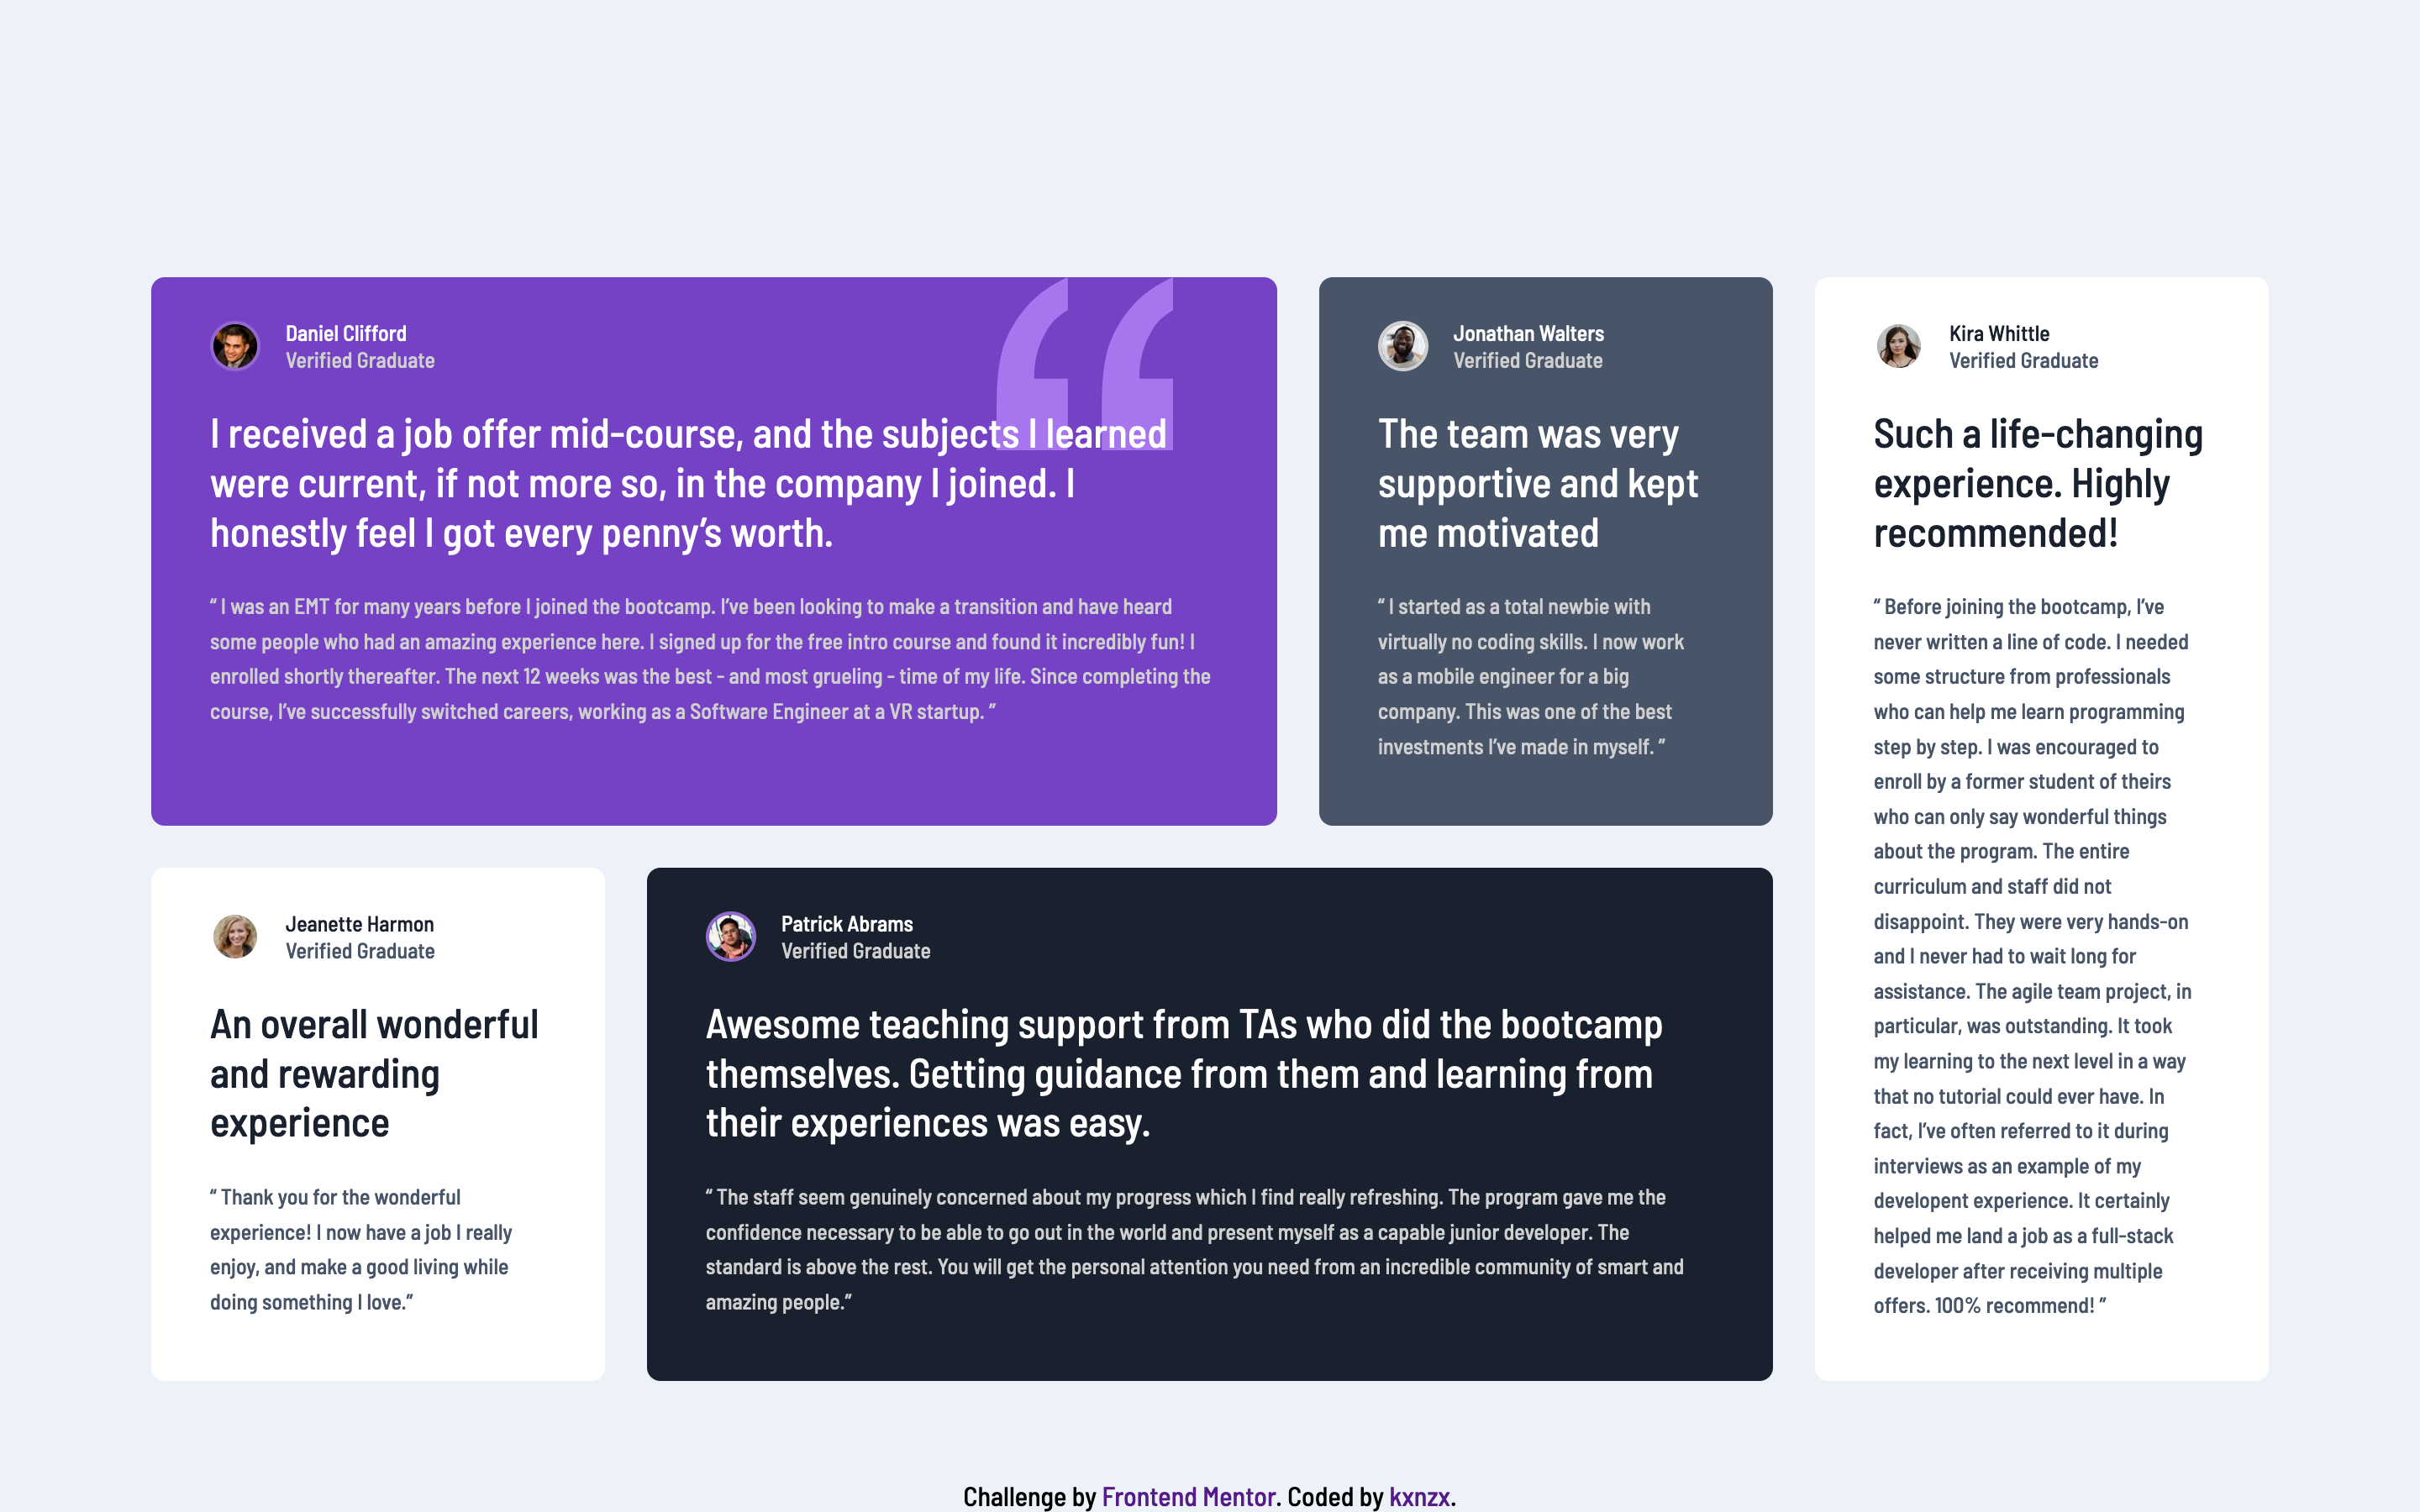 Daniel Clifford
Verified Graduate
I received a job offer mid-course, and the subjects I learned
were current, if not more so, in the company I joined. I
honestly feel I got every penny’s worth.
“ I was an EMT for many years before I joined the bootcamp. I’ve been looking to make a transition and have heard
some people who had an amazing experience here. I signed up for the free intro course and found it incredibly fun! I
enrolled shortly thereafter. The next 12 weeks was the best - and most grueling - time of my life. Since completing the
course, I’ve successfully switched careers, working as a Software Engineer at a VR startup. ”
Jonathan Walters
Verified Graduate
The team was very
supportive and kept
me motivated
“ I started as a total newbie with
virtually no coding skills. I now work
as a mobile engineer for a big
company. This was one of the best
investments I’ve made in myself. ”
Kira Whittle
Verified Graduate
Such a life-changing
experience. Highly
recommended!
“ Before joining the bootcamp, I’ve
never written a line of code. I needed
some structure from professionals
who can help me learn programming
step by step. I was encouraged to
enroll by a former student of theirs
who can only say wonderful things
about the program. The entire
curriculum and staff did not
disappoint. They were very hands-on
and I never had to wait long for
assistance. The agile team project, in
particular, was outstanding. It took
my learning to the next level in a way
that no tutorial could ever have. In
fact, I’ve often referred to it during
interviews as an example of my
developent experience. It certainly
helped me land a job as a full-stack
developer after receiving multiple
offers. 100% recommend! ”
Jeanette Harmon
Verified Graduate
An overall wonderful
and rewarding
experience
“ Thank you for the wonderful
experience! I now have a job I really
enjoy, and make a good living while
doing something I love.”
Patrick Abrams
Verified Graduate
Awesome teaching support from TAs who did the bootcamp
themselves. Getting guidance from them and learning from
their experiences was easy.
“ The staff seem genuinely concerned about my progress which I find really refreshing. The program gave me the
confidence necessary to be able to go out in the world and present myself as a capable junior developer. The
standard is above the rest. You will get the personal attention you need from an incredible community of smart and
amazing people.”
Challenge by Frontend Mentor. Coded by kxnzx.